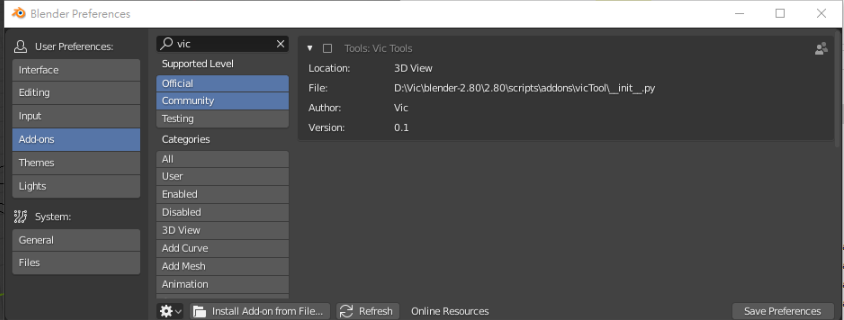 Blender Preferences
User Preferences:
Interface
Editing
Input
Add-ons
Themes
Lights
System:
General
Files
vic
Supported Level
Official
Community
Testing
Categories
All
User
Enabled
Disabled
3D View
Add Curve
Add Mesh
Animation
Tools: Vic Tools
Location: 3D View
File: D:\Vic\blender-2.80\2.80\scripts\addons\vicTool\__init__.py
Author: Vic
Version: 0.1
Install Add-on from File... Refresh Online Resources Save Preferences